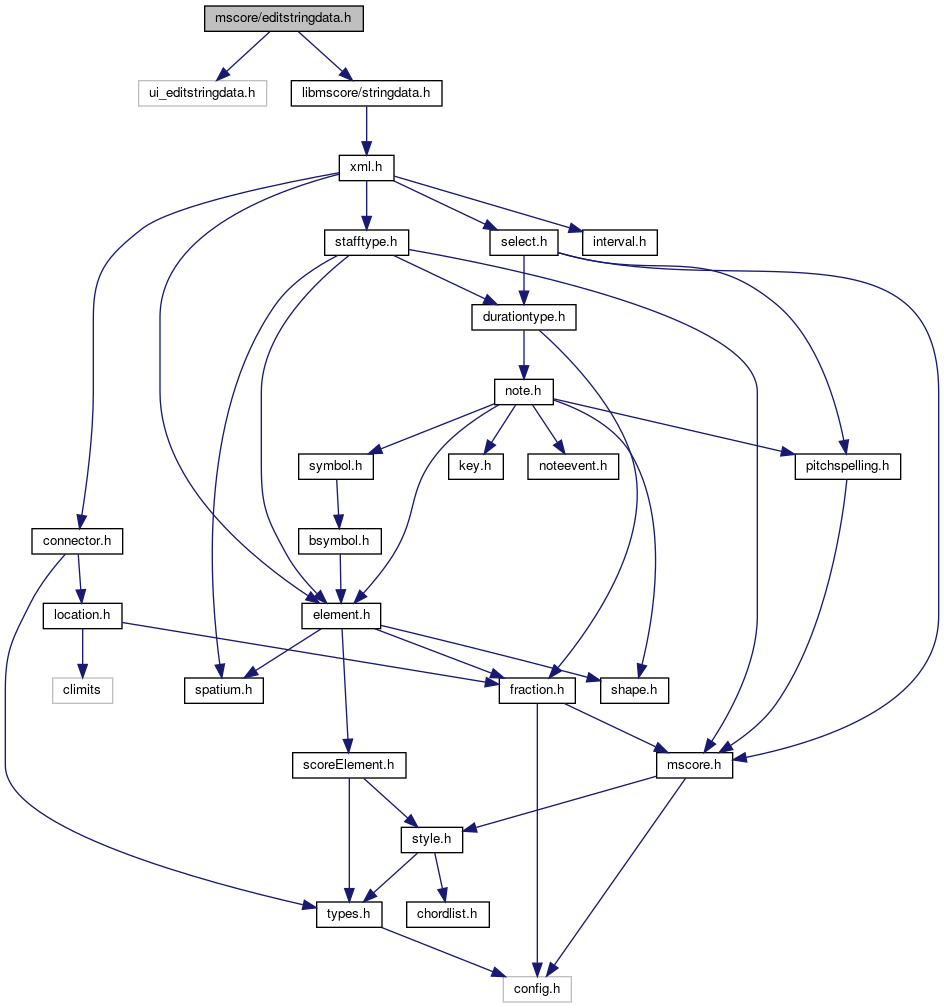 mscore/editstringdata.h
ui_editstringdata.h
libmscore/stringdata.h
xml.h
stafftype.h
select.h
interval.h
durationtype.h
note.h
symbol.h
key.h
noteevent.h
pitchspelling.h
connector.h
bsymbol.h
location.h
element.h
climits
spatium.h
fraction.h
shape.h
scoreElement.h
mscore.h
style.h
types.h
chordlist.h
config.h